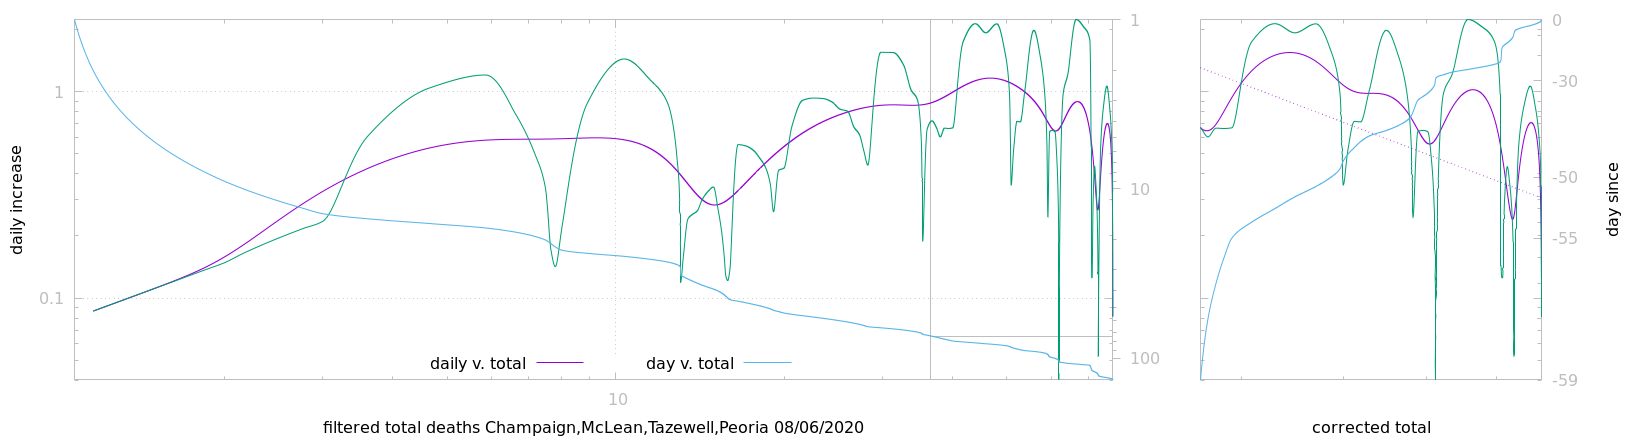 1
0
-30
1
daily increase
10
-50
day since
-55
0.1
daily v. total
day v. total
100
-59
10
filtered total deaths Champaign,McLean,Tazewell,Peoria 08/06/2020
corrected total